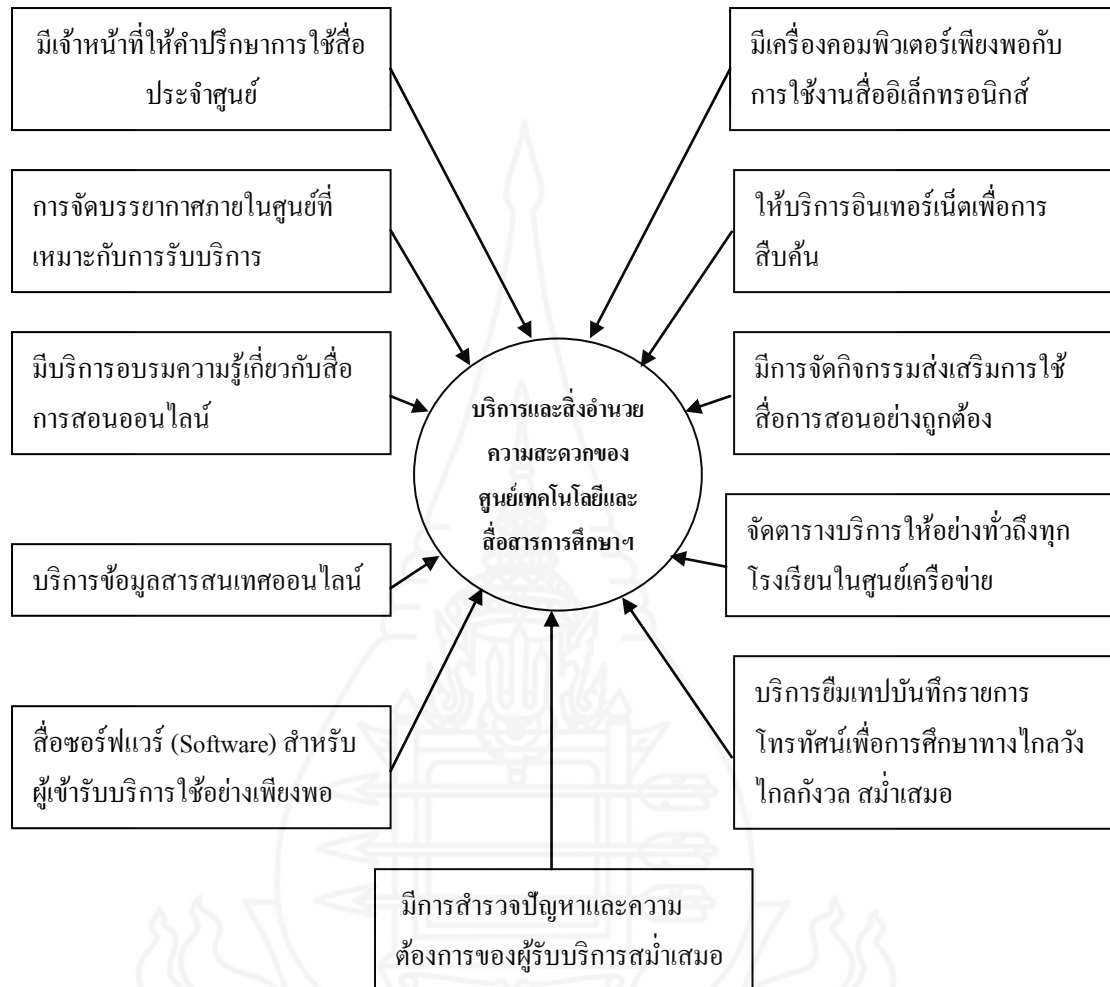 มีเจ้าหน้าที่ให้คำปรึกษาการใช้สื่อ
ประจำศูนย์
มีเครื่องคอมพิวเตอร์เพียงพอกับ
การใช้งานสื่ออิเล็กทรอนิกส์
การจัดบรรยากาศภายในศูนย์ที่
เหมาะกับการรับบริการ
ให้บริการอินเทอร์เน็ตเพื่อการ
สืบค้น
มีบริการอบรมความรู้เกี่ยวกับสื่อ
การสอนออนไลน์
มีการจัดกิจกรรมส่งเสริมการใช้
สื่อการสอนอย่างถูกต้อง
บริการและสิ่งอำนวย
ความสะดวกของ
ศูนย์เทคโนโลยีและ
สื่อสารการศึกษาฯ
บริการข้อมูลสารสนเทศออนไลน์
จัดตารางบริการให้อย่างทั่วถึงทุก
โรงเรียนในศูนย์เครือข่าย
สื่อซอร์ฟแวร์ (Software) สำหรับ
ผู้เข้ารับบริการใช้อย่างเพียงพอ
บริการยืมเทปบันทึกรายการ
โทรทัศน์เพื่อการศึกษาทางไกลวัง
ไกลกังวล สม่ำเสมอ
มีการสำรวจปัญหาและความ
ต้องการของผู้รับบริการสม่ำเสมอ